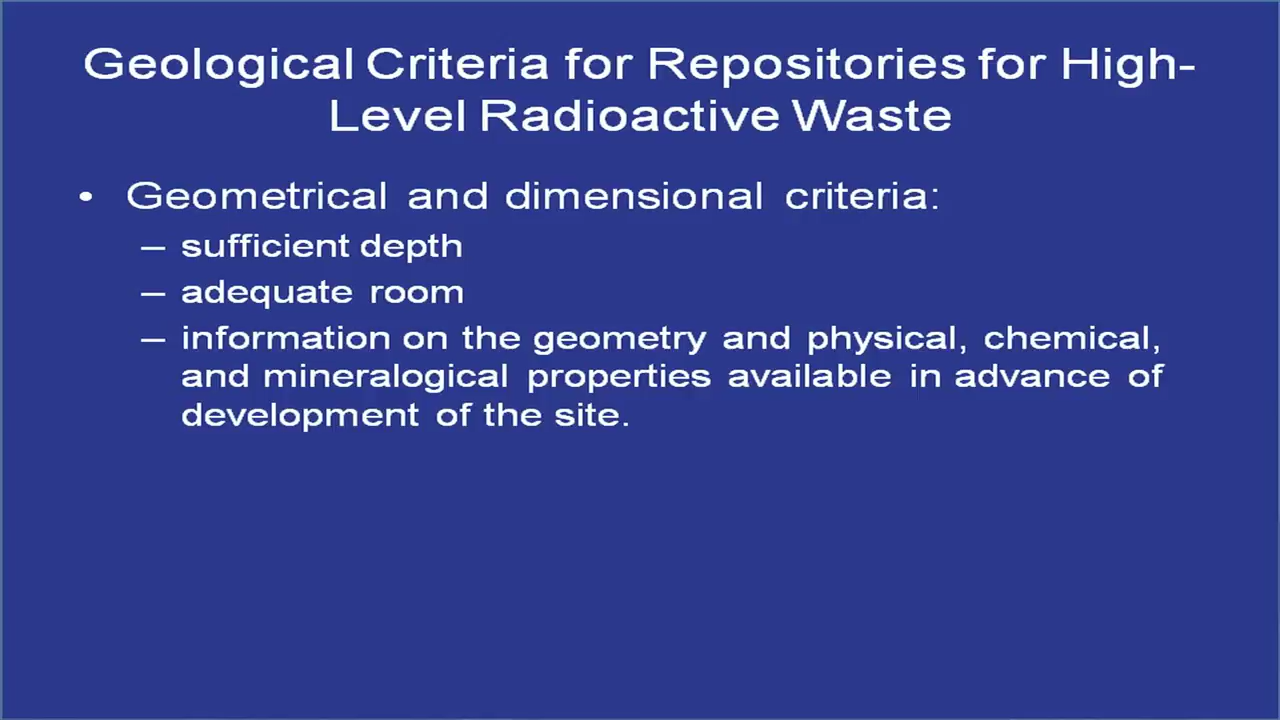 Geological Criteria for Repositories for High-
Level Radioactive Waste
• Geometrical and dimensional criteria:
– sufficient depth
– adequate room
– information on the geometry and physical, chemical,
and mineralogical properties available in advance of
development of the site.